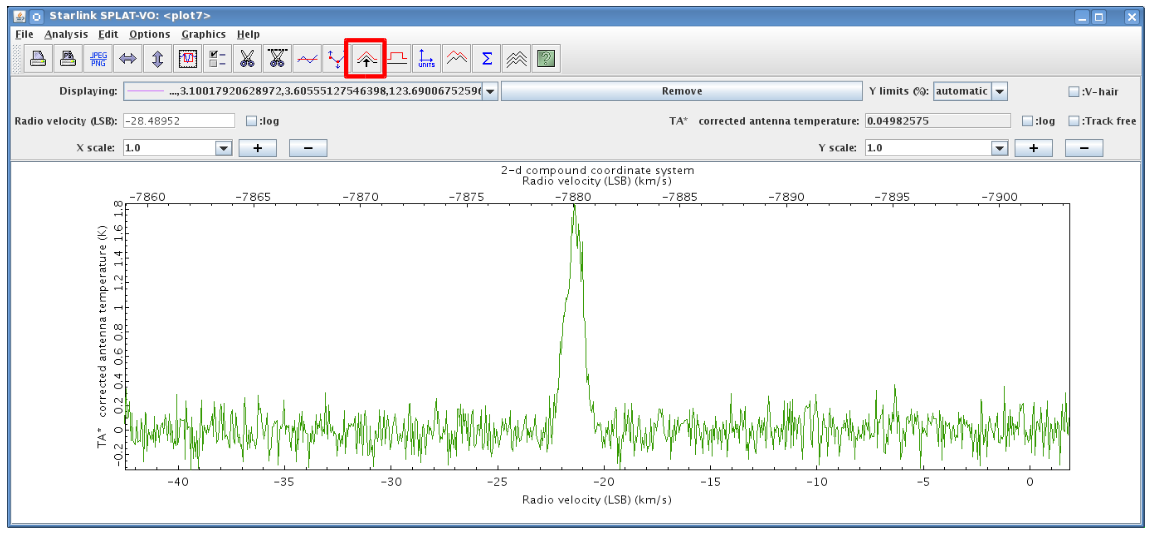 Starlink SPLAT-VO: <plot7>
File Analysis Edit Options Graphics Help
JPEG
PNG
UNITS
Displaying: ...,3.10017920628972,3.60555127546398,123.6900675259( Remove Y limits (%): automatic :V-hair
Radio velocity (LSB): -28.48952 :log TA* corrected antenna temperature: 0.04982575 :log :Track free
X scale: 1.0 + − Y scale: 1.0 + −
2-d compound coordinate system
Radio velocity (LSB) (km/s)
-7860 -7865 -7870 -7875 -7880 -7885 -7890 -7895 -7900
TA* corrected antenna temperature (K)
1.8
1.6
1.4
1.2
1
0.8
0.6
0.4
0.2
0
-0.2
-40 -35 -30 -25 -20 -15 -10 -5 0
Radio velocity (LSB) (km/s)